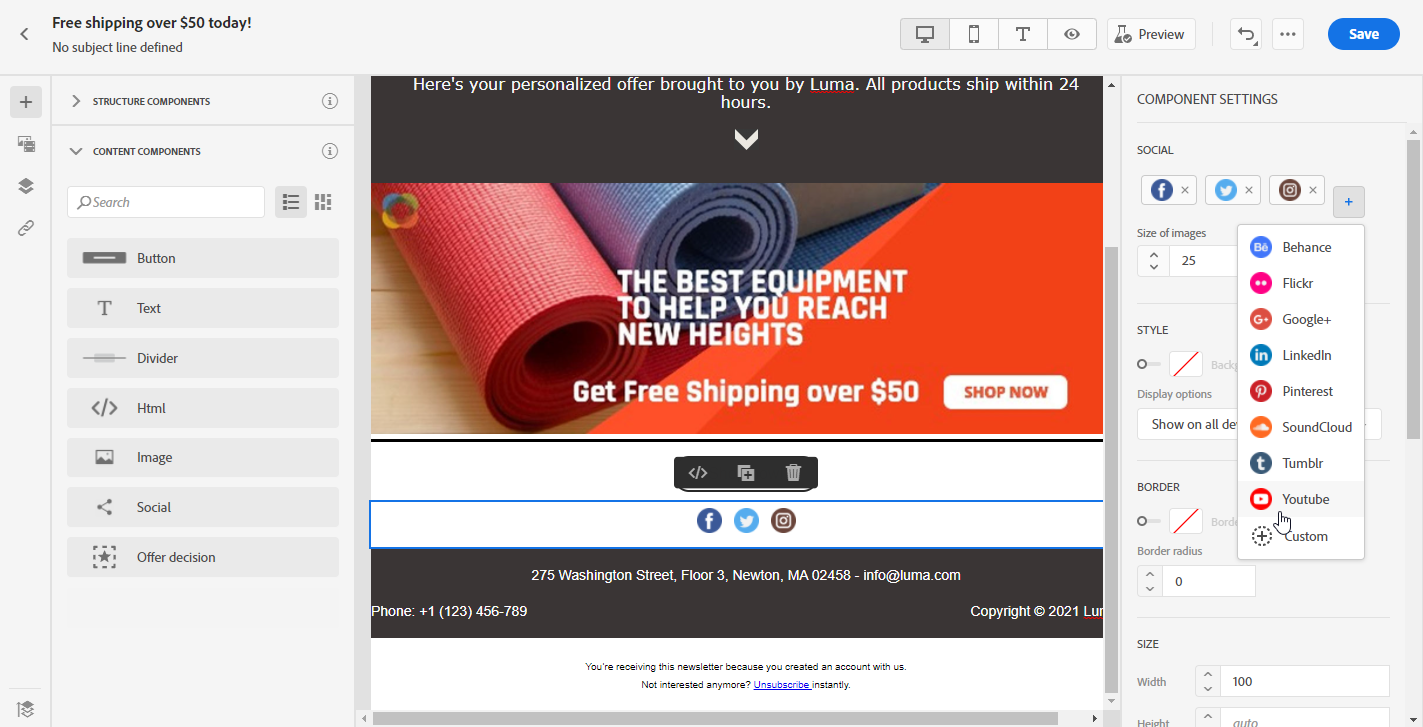 Free shipping over $50 today!
No subject line defined
Preview
Save
STRUCTURE COMPONENTS
CONTENT COMPONENTS
Search
Button
Text
Divider
Html
Image
Social
Offer decision
Here's your personalized offer brought to you by Luma. All products ship within 24
hours.
THE BEST EQUIPMENT
TO HELP YOU REACH
NEW HEIGHTS
Get Free Shipping over $50
SHOP NOW
275 Washington Street, Floor 3, Newton, MA 02458 - info@luma.com
Phone: +1 (123) 456-789
Copyright © 2021 Lum
You're receiving this newsletter because you created an account with us.
Not interested anymore? Unsubscribe instantly.
COMPONENT SETTINGS
SOCIAL
Size of images
25
Behance
Flickr
Google+
LinkedIn
Pinterest
SoundCloud
Tumblr
Youtube
Custom
STYLE
Backg
Display options
Show on all de
BORDER
Borde
Border radius
0
SIZE
Width
100
Height
auto